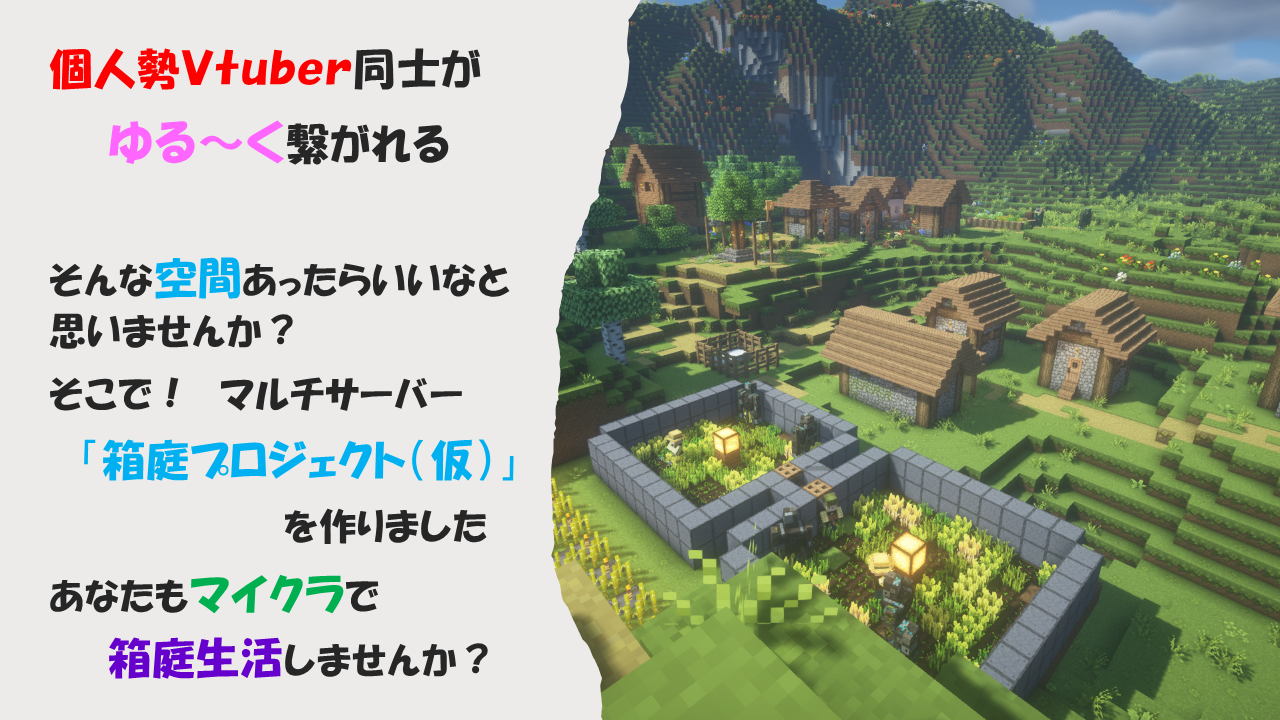 個人勢Vtuber同士が
ゆる～く繋がれる
そんな空間あったらいいなと
思いませんか？
そこで！　マルチサーバー
「箱庭プロジェクト（仮）」
を作りました
あなたもマイクラで
箱庭生活しませんか？